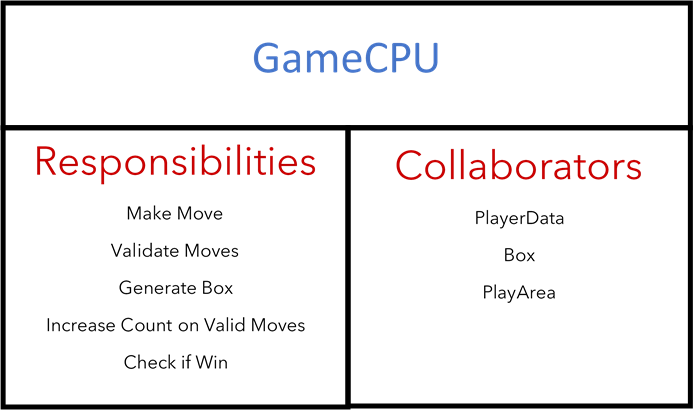 GameCPU
Responsibilities
Make Move
Validate Moves
Generate Box
Increase Count on Valid Moves
Check if Win
Collaborators
PlayerData
Box
PlayArea